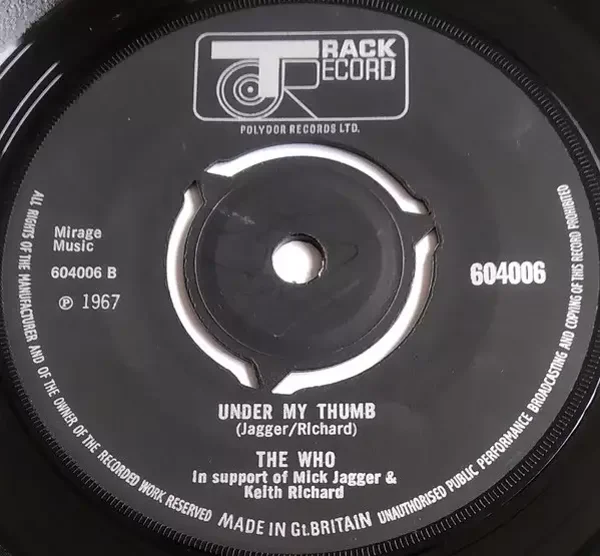 TRACK
RECORD
POLYDOR RECORDS LTD.
Mirage
Music
604006 B
℗ 1967
604006
UNDER MY THUMB
(Jagger/Richard)
THE WHO
In support of Mick Jagger &
Keith Richard
ALL RIGHTS OF THE MANUFACTURER AND OF THE OWNER OF THE RECORDED WORK RESERVED
MADE IN Gt.BRITAIN
UNAUTHORISED PUBLIC PERFORMANCE BROADCASTING AND COPYING OF THIS RECORD PROHIBITED